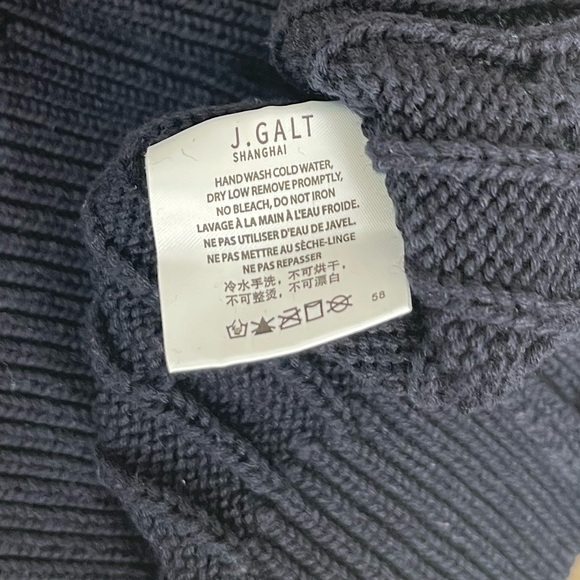 J.GALT
SHANGHAI
HAND WASH COLD WATER,
DRY LOW REMOVE PROMPTLY,
NO BLEACH, DO NOT IRON
LAVAGE À LA MAIN À L'EAU FROIDE.
NE PAS UTILISER D'EAU DE JAVEL.
NE PAS METTRE AU SÈCHE-LINGE
NE PAS REPASSER
冷水手洗，不可烘干，
不可整烫，不可漂白
58